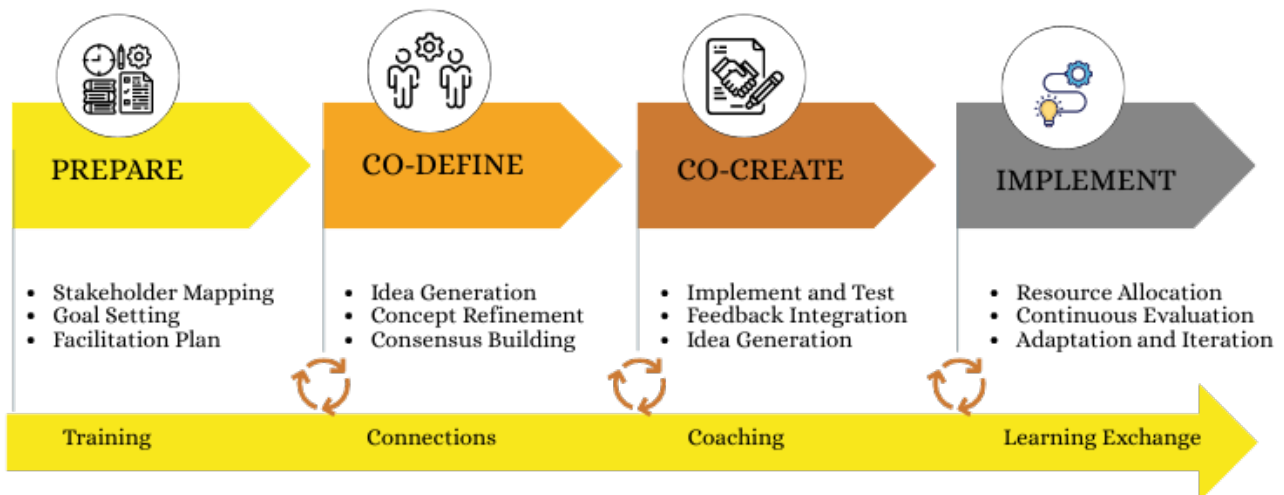 PREPARE
CO-DEFINE
CO-CREATE
IMPLEMENT
• Stakeholder Mapping
• Goal Setting
• Facilitation Plan
• Idea Generation
• Concept Refinement
• Consensus Building
• Implement and Test
• Feedback Integration
• Idea Generation
• Resource Allocation
• Continuous Evaluation
• Adaptation and Iteration
Training
Connections
Coaching
Learning Exchange